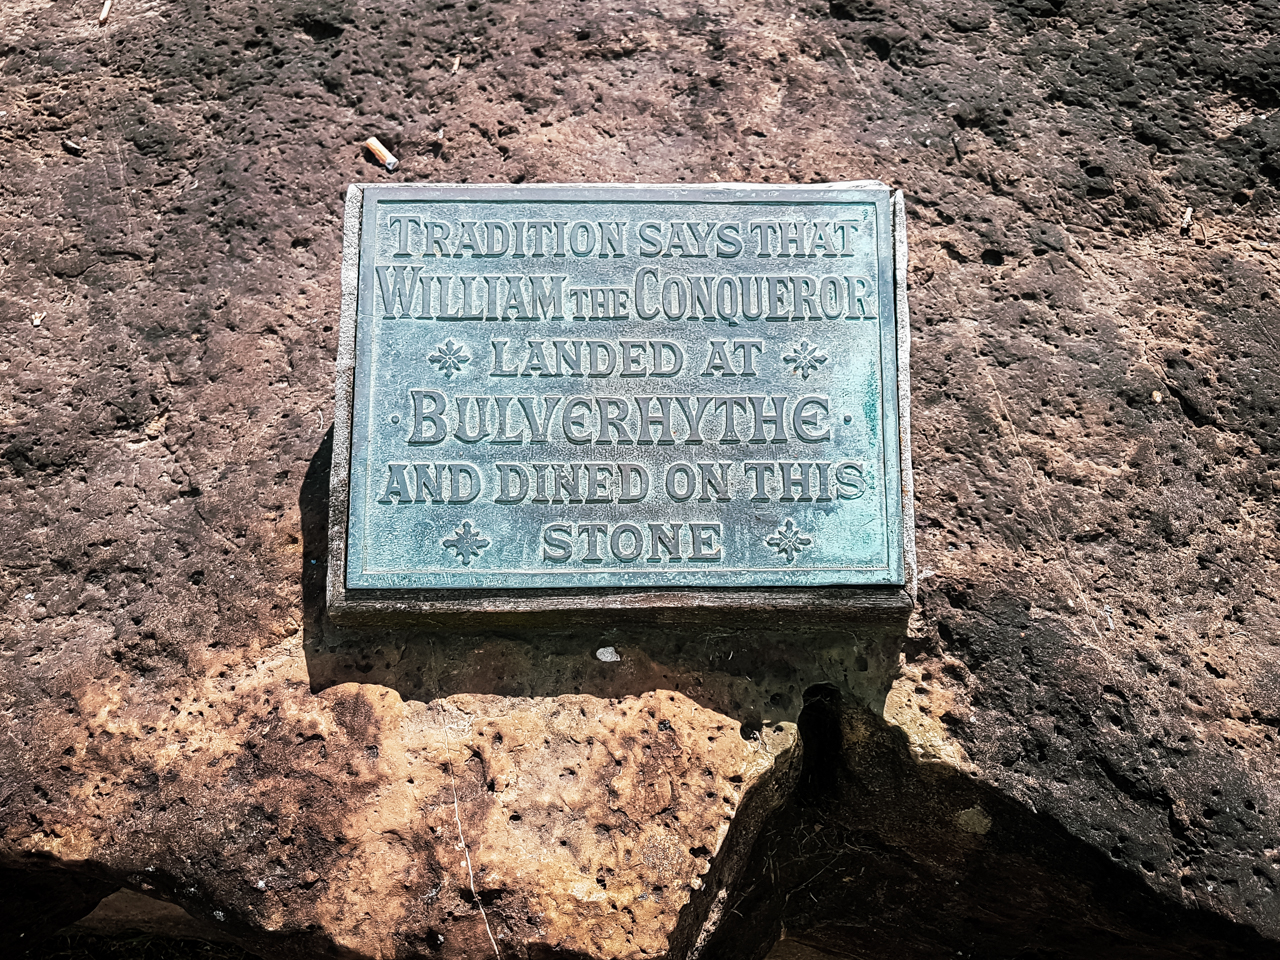 TRADITION SAYS THAT
WILLIAM THE CONQUEROR
LANDED AT
· BULVERHYTHE ·
AND DINED ON THIS
STONE